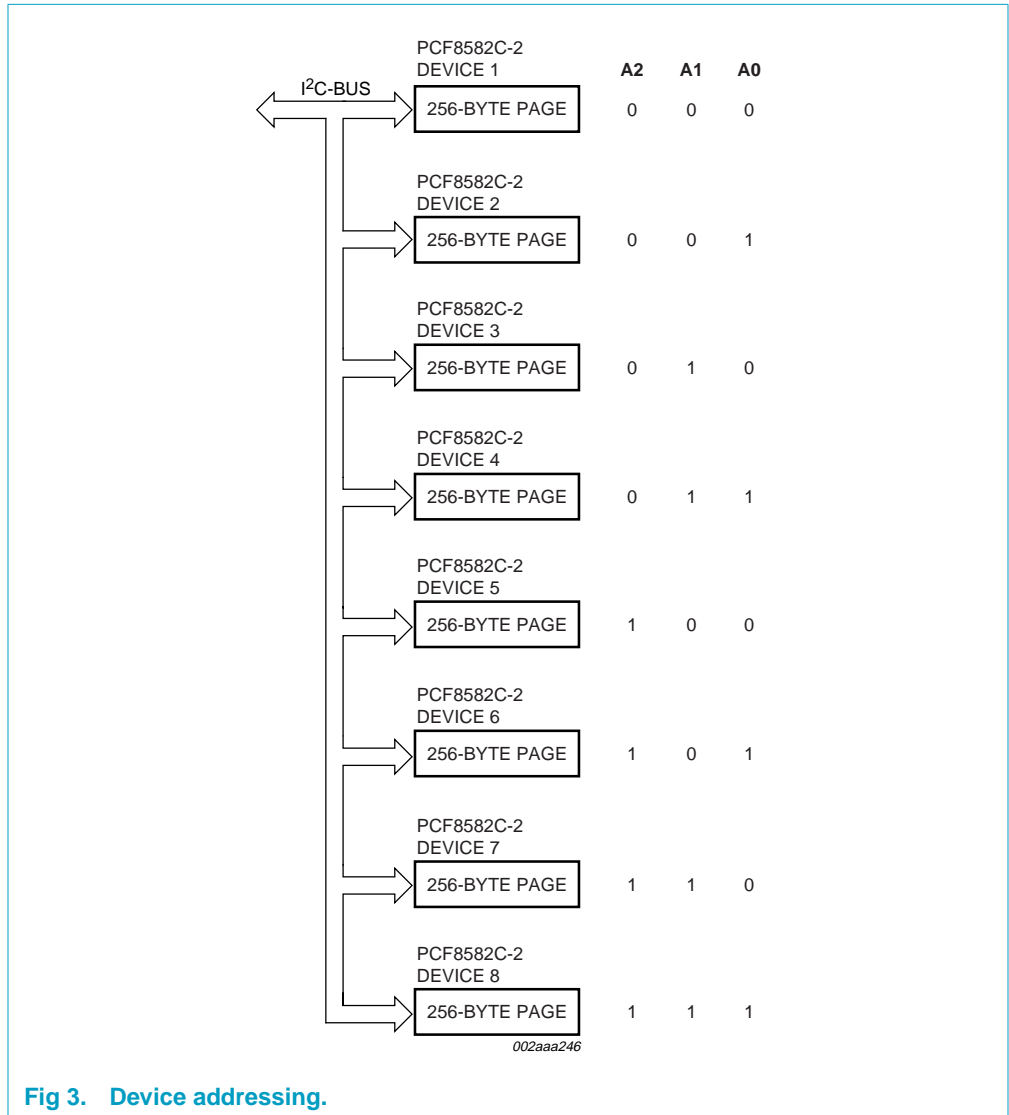 PCF8582C-2
DEVICE 1 A2 A1 A0
I2C-BUS
256-BYTE PAGE 0 0 0
PCF8582C-2
DEVICE 2
256-BYTE PAGE 0 0 1
PCF8582C-2
DEVICE 3
256-BYTE PAGE 0 1 0
PCF8582C-2
DEVICE 4
256-BYTE PAGE 0 1 1
PCF8582C-2
DEVICE 5
256-BYTE PAGE 1 0 0
PCF8582C-2
DEVICE 6
256-BYTE PAGE 1 0 1
PCF8582C-2
DEVICE 7
256-BYTE PAGE 1 1 0
PCF8582C-2
DEVICE 8
256-BYTE PAGE 1 1 1
002aaa246
Fig 3. Device addressing.